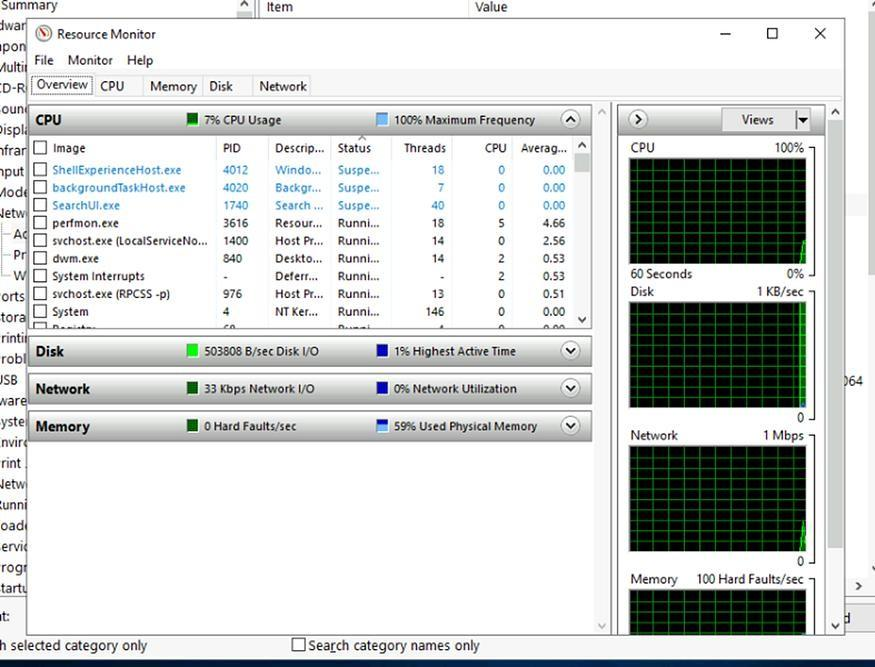 Summary
Item Value
Resource Monitor
File Monitor Help
Overview CPU Memory Disk Network
CPU 7% CPU Usage 100% Maximum Frequency
Image PID Descrip... Status Threads CPU Averag...
ShellExperienceHost.exe 4012 Windo... Suspe... 18 0 0.00
backgroundTaskHost.exe 4020 Backgr... Suspe... 7 0 0.00
SearchUI.exe 1740 Search ... Suspe... 40 0 0.00
perfmon.exe 3616 Resour... Runni... 18 5 4.66
svchost.exe (LocalServiceNo... 1400 Host Pr... Runni... 14 0 2.56
dwm.exe 840 Deskto... Runni... 14 2 0.53
System Interrupts - Deferr... Runni... - 2 0.53
svchost.exe (RPCSS -p) 976 Host Pr... Runni... 13 0 0.51
System 4 NT Ker... Runni... 146 0 0.00
Disk 503808 B/sec Disk I/O 1% Highest Active Time
Network 33 Kbps Network I/O 0% Network Utilization
Memory 0 Hard Faults/sec 59% Used Physical Memory
Views
CPU 100%
60 Seconds 0%
Disk 1 KB/sec
0
Network 1 Mbps
0
Memory 100 Hard Faults/sec
064
h selected category only
Search category names only